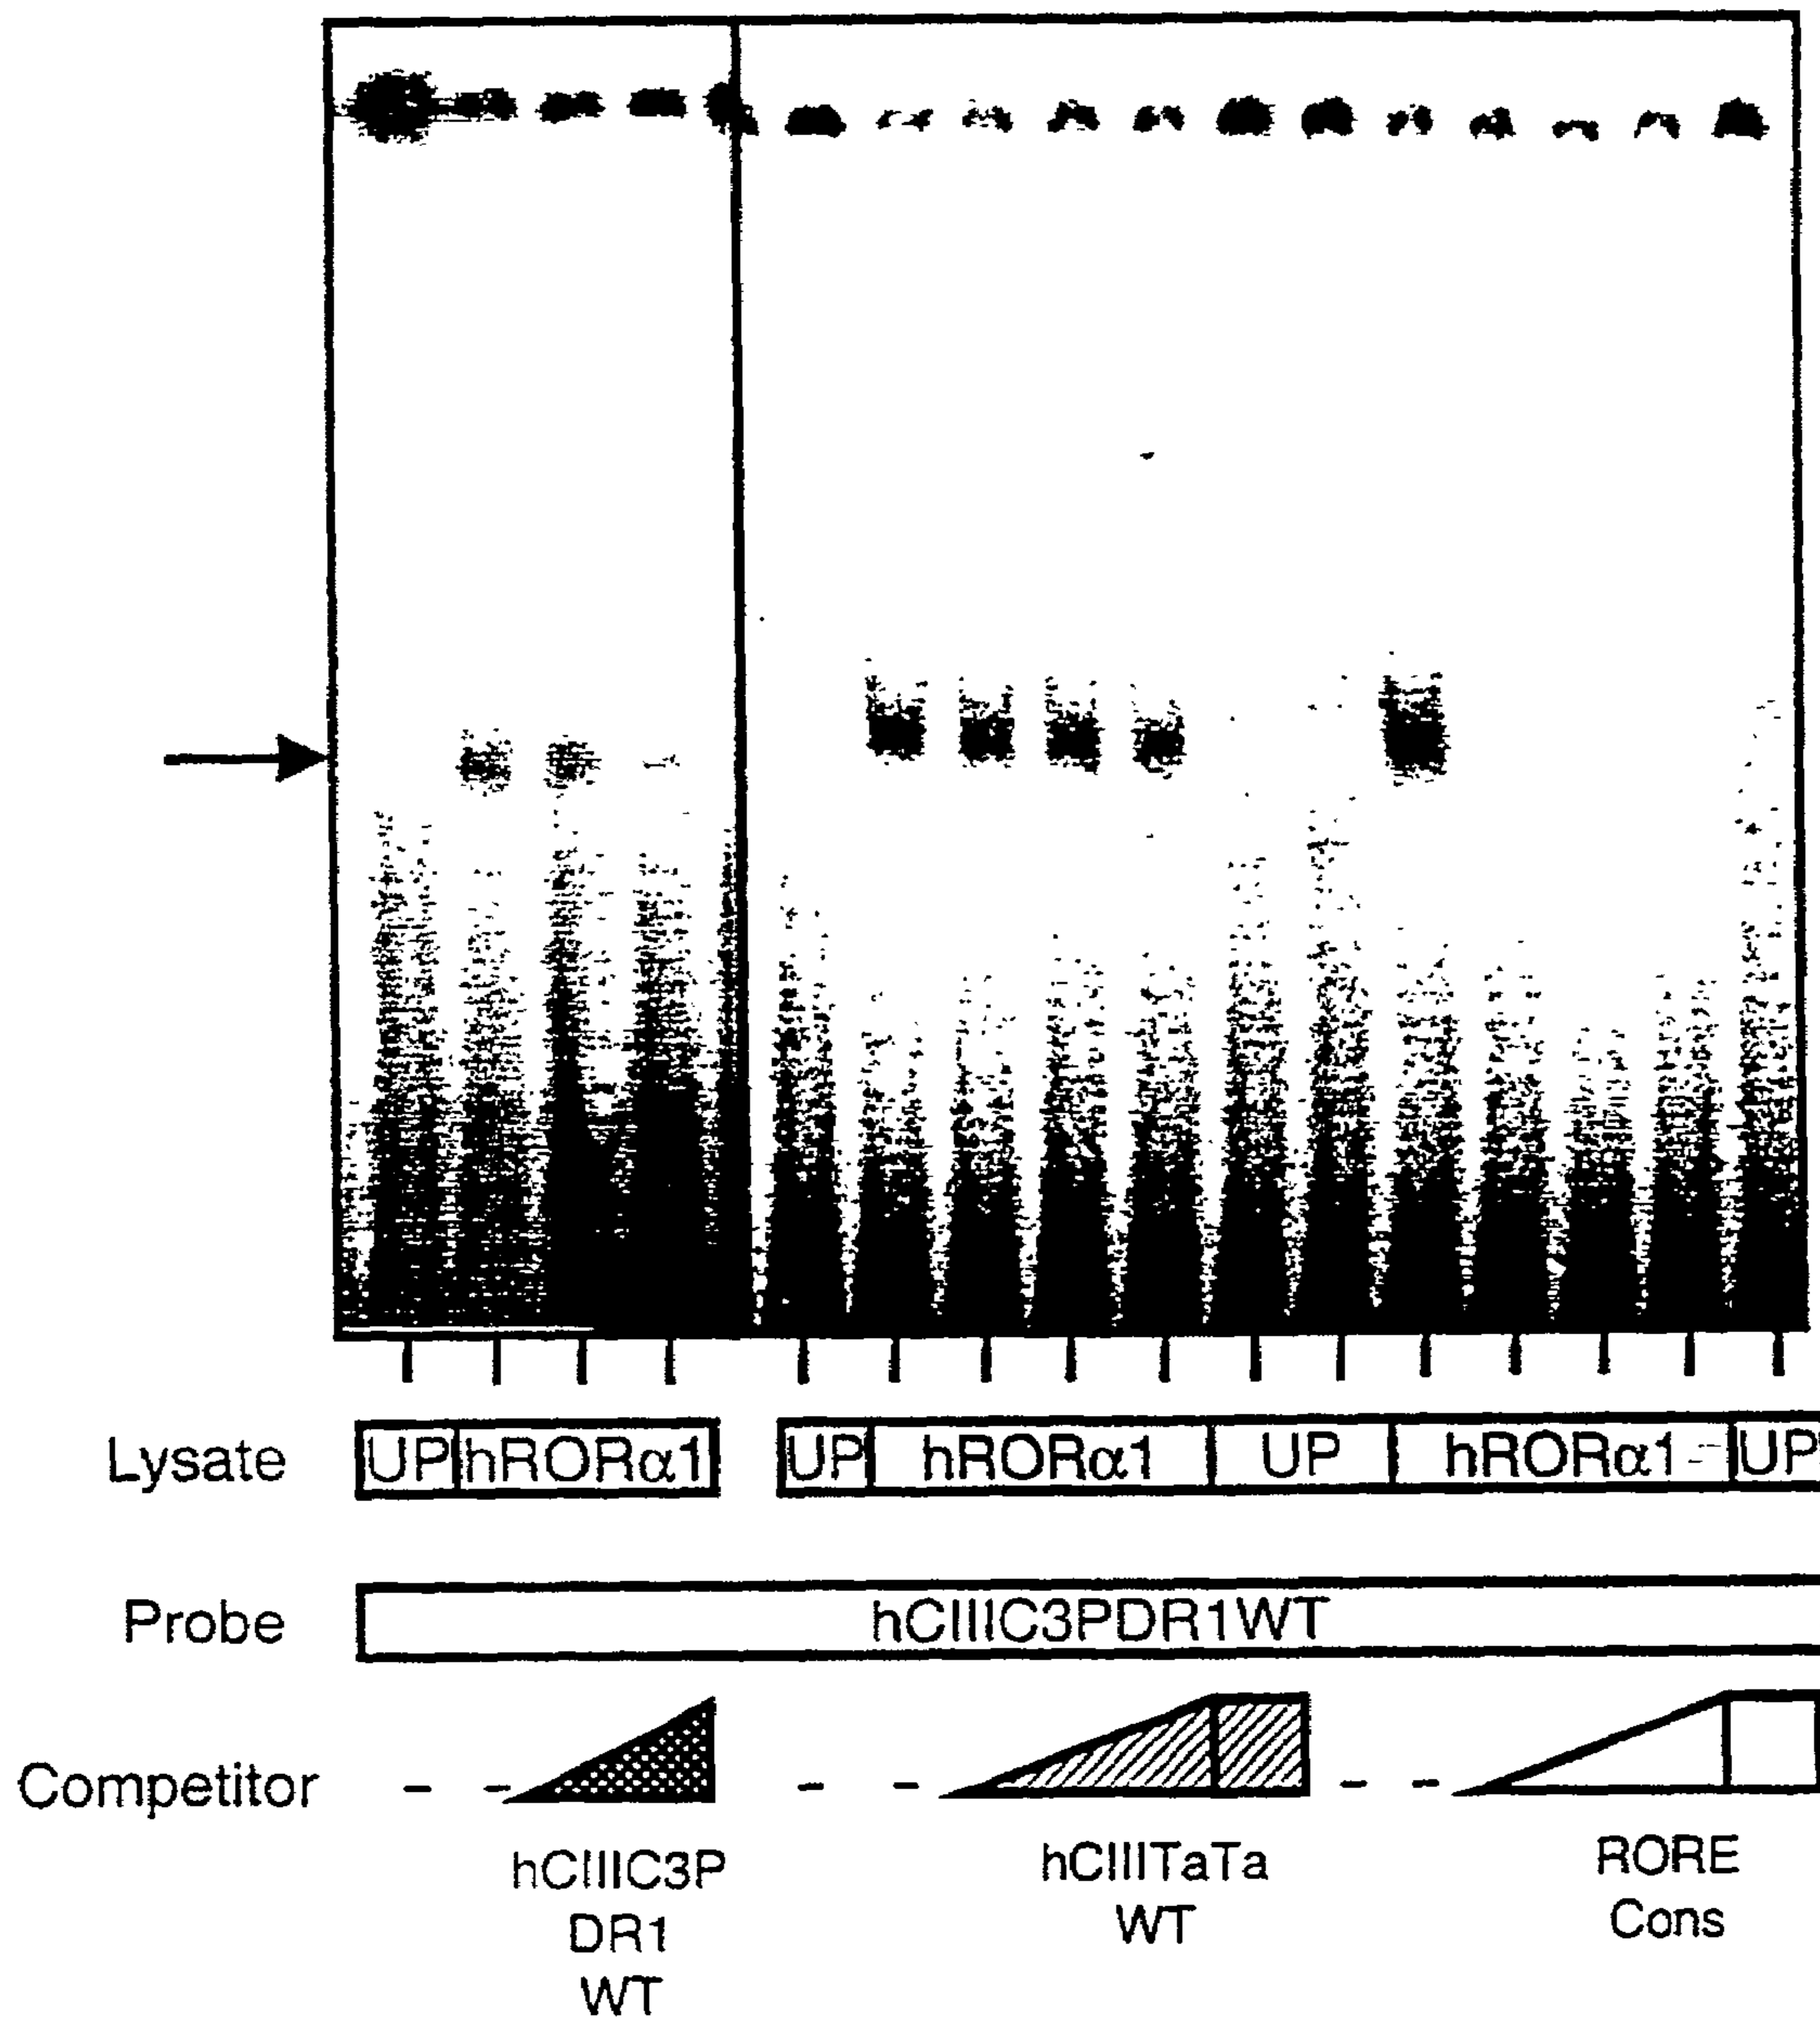 Lysate UP hRORα1 UP hRORα1 UP hRORα1 UP
Probe hCIIIC3PDR1WT
Competitor - - - - - -
hCIIIC3P hCIIITaTa RORE
DR1 WT Cons
WT